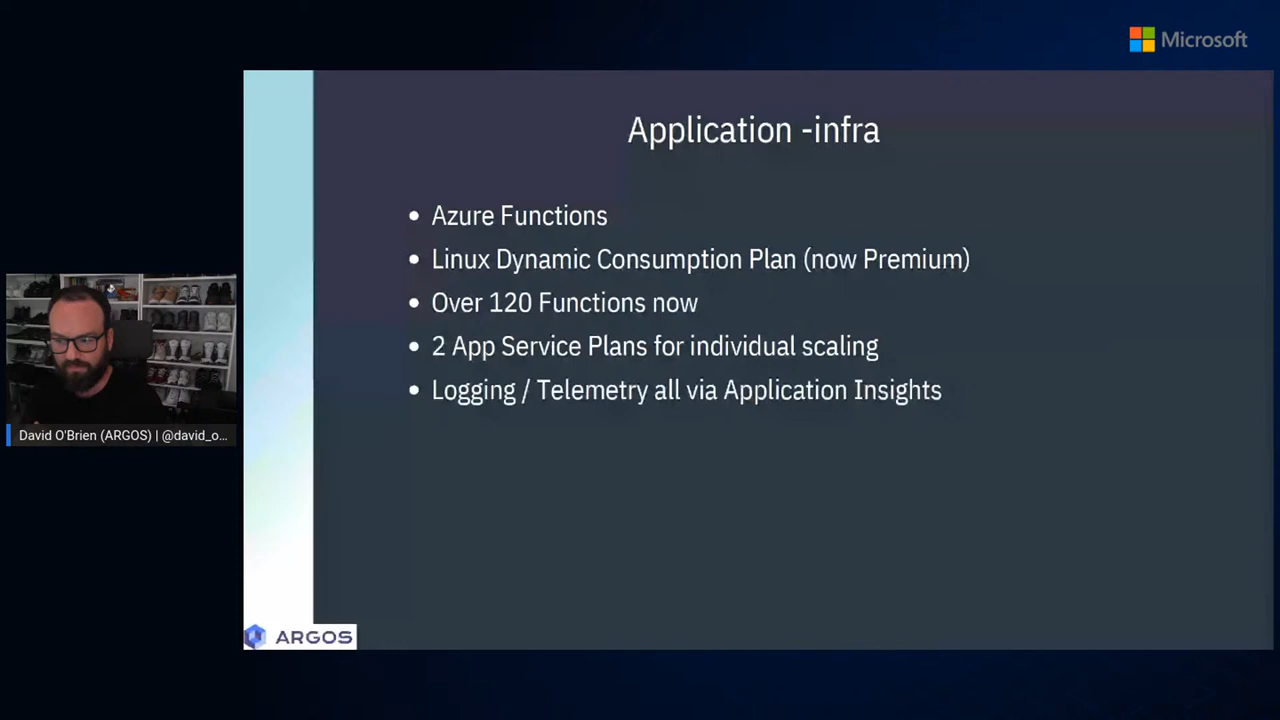 Microsoft
Application -infra
• Azure Functions
• Linux Dynamic Consumption Plan (now Premium)
• Over 120 Functions now
• 2 App Service Plans for individual scaling
• Logging / Telemetry all via Application Insights
David O'Brien (ARGOS) | @david_o...
ARGOS